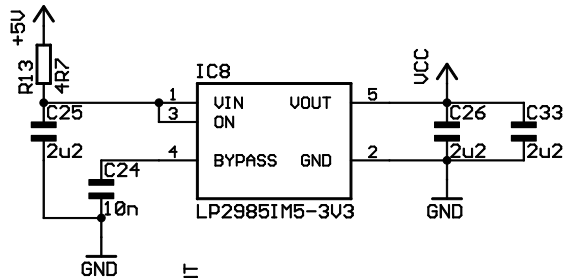 +5V
R13
4R7
IC8
VCC
1
VIN
VOUT
5
C25
3
ON
C26
C33
2u2
4
BYPASS
GND
2
2u2
2u2
C24
10n
LP2985IM5-3V3
GND
GND
IT